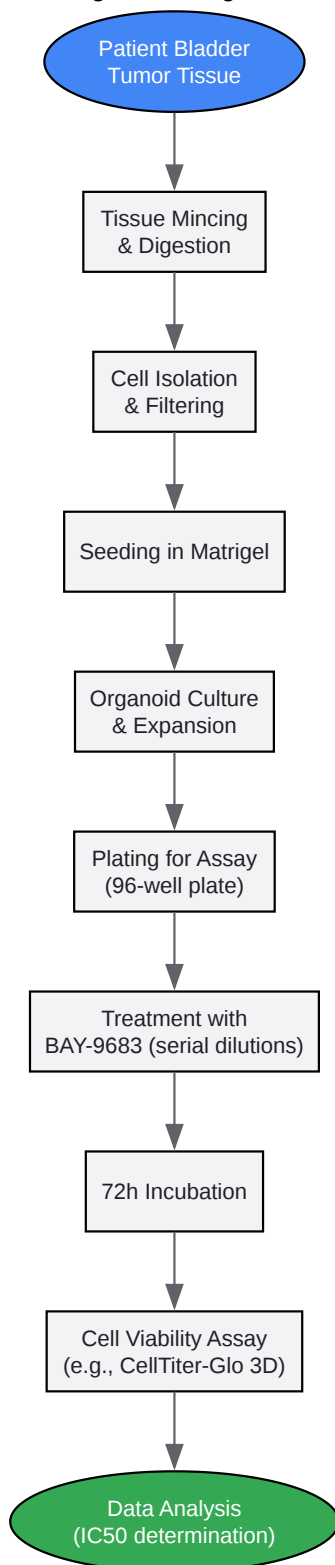 Patient Bladder
Tumor Tissue
Tissue Mincing
& Digestion
Cell Isolation
& Filtering
Seeding in Matrigel
Organoid Culture
& Expansion
Plating for Assay
(96-well plate)
Treatment with
BAY-9683 (serial dilutions)
72h Incubation
Cell Viability Assay
(e.g., CellTiter-Glo 3D)
Data Analysis
(IC50 determination)